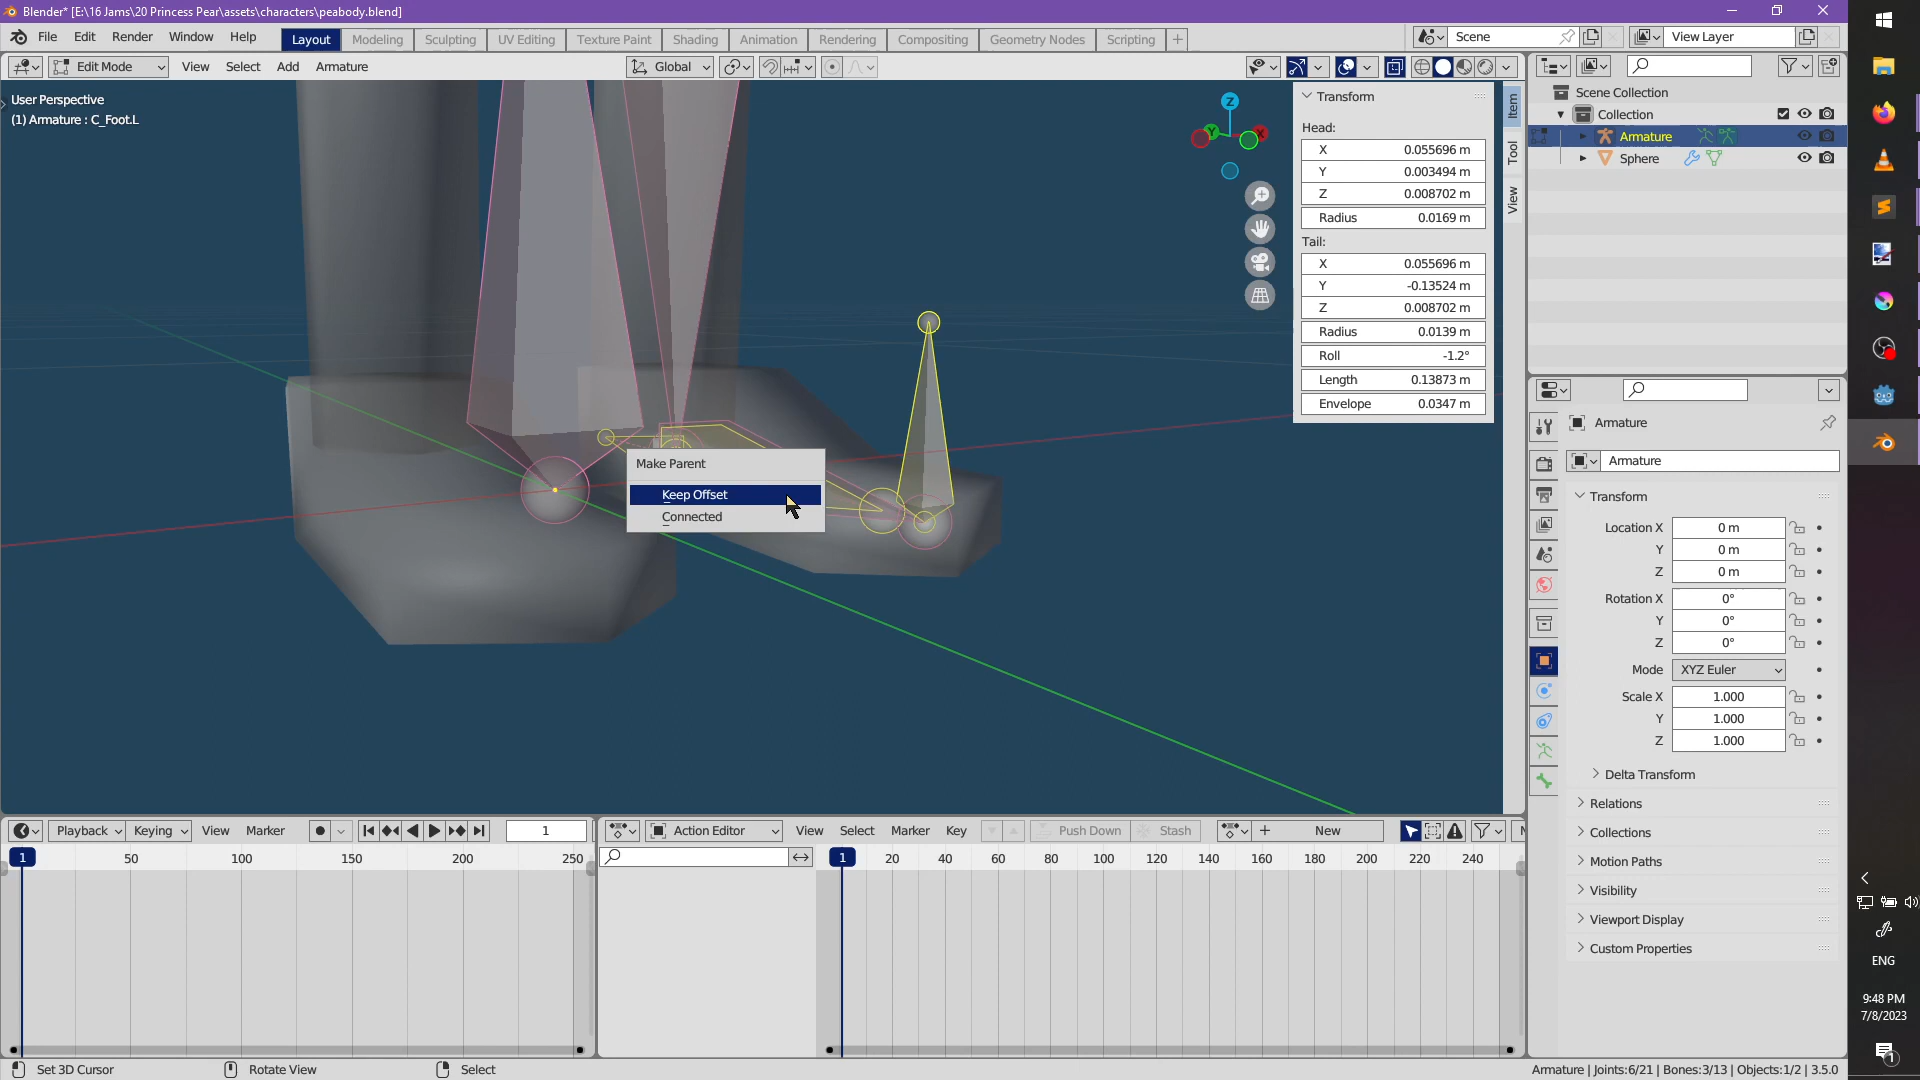 Blender* [E:\16 Jams\20 Princess Pear\assets\characters\peabody.blend]
File Edit Render Window Help Layout Modeling Sculpting UV Editing Texture Paint Shading Animation Rendering Compositing Geometry Nodes Scripting + Scene View Layer
Edit Mode View Select Add Armature Global
User Perspective
(1) Armature : C_Foot.L
Z
Y
X
Transform
Head:
X 0.055696 m
Y 0.003494 m
Z 0.008702 m
Radius 0.0169 m
Tail:
X 0.055696 m
Y -0.13524 m
Z 0.008702 m
Radius 0.0139 m
Roll -1.2°
Length 0.13873 m
Envelope 0.0347 m
Item
Tool
View
Make Parent
Keep Offset
Connected
Scene Collection
Collection
Armature
Sphere
Armature
Armature
Transform
Location X 0 m
Y 0 m
Z 0 m
Rotation X 0°
Y 0°
Z 0°
Mode XYZ Euler
Scale X 1.000
Y 1.000
Z 1.000
Delta Transform
Relations
Collections
Motion Paths
Visibility
Viewport Display
Custom Properties
Playback Keying View Marker 1
1 50 100 150 200 250
Action Editor View Select Marker Key Push Down Stash + New
1 20 40 60 80 100 120 140 160 180 200 220 240
Set 3D Cursor Rotate View Select
Armature | Joints:6/21 | Bones:3/13 | Objects:1/2 | 3.5.0
ENG
9:48 PM
7/8/2023
1